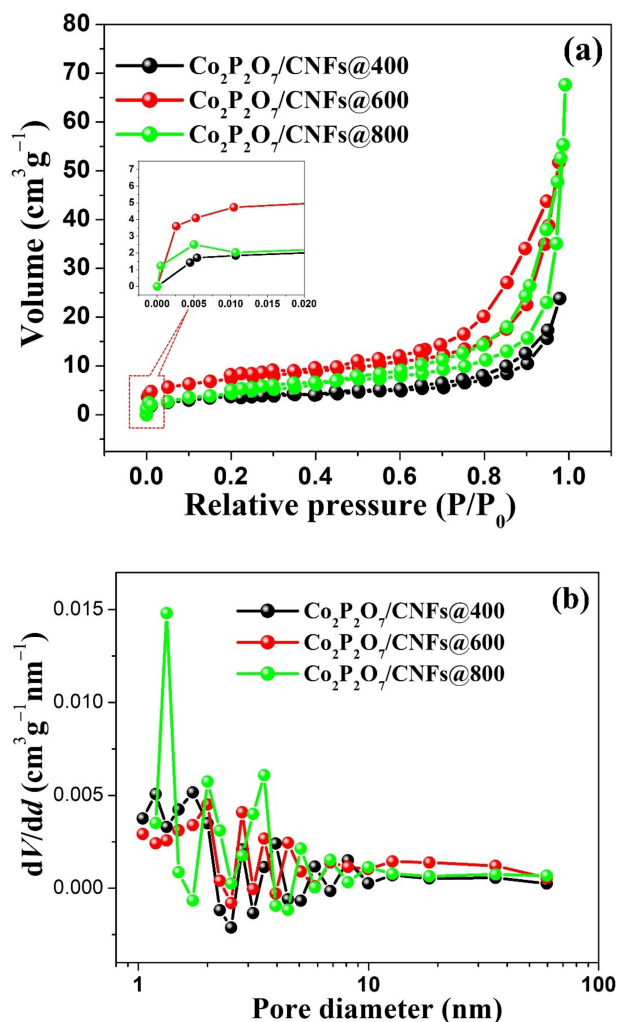 (a)
Co₂P₂O₇/CNFs@400
Co₂P₂O₇/CNFs@600
Co₂P₂O₇/CNFs@800
Volume (cm³g⁻¹)
80
70
60
50
40
30
20
10
0
7
6
5
4
3
2
1
0
0.000 0.005 0.010 0.015 0.020
0.0 0.2 0.4 0.6 0.8 1.0
Relative pressure (P/P₀)
(b)
Co₂P₂O₇/CNFs@400
Co₂P₂O₇/CNFs@600
Co₂P₂O₇/CNFs@800
dV/dd (cm³g⁻¹nm⁻¹)
0.015
0.010
0.005
0.000
1 10 100
Pore diameter (nm)